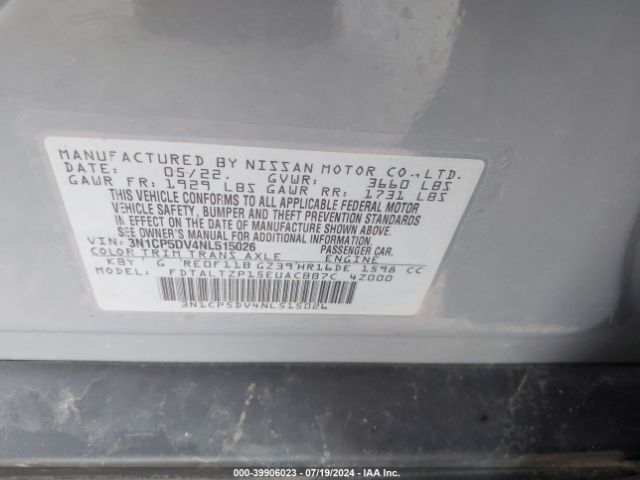 MANUFACTURED BY NISSAN MOTOR CO.,LTD.
DATE: 05/22. GVWR: 3660 LBS
GAWR FR: 1929 LBS GAWR RR: 1731 LBS
THIS VEHICLE CONFORMS TO ALL APPLICABLE FEDERAL MOTOR
VEHICLE SAFETY, BUMPER AND THEFT PREVENTION STANDARDS
IN EFFECT ON THE DATE OF MANUFACTURE SHOWN ABOVE.
SEE OWNER'S MANUAL FOR ADDITIONAL INFORMATION.
VIN: 3N1CP5DV4NL515026 PASSENGER CAR.
COLOR TRIM TRANS AXLE ENGINE
KBY G RE0F11B GZ39 HR16DE 1598 CC
MODEL: FDTALTZP15EUACBB7C 4Z000
3N1CP5DV4NL515026
000-39906023 / 07/19/2024 - IAA Inc.